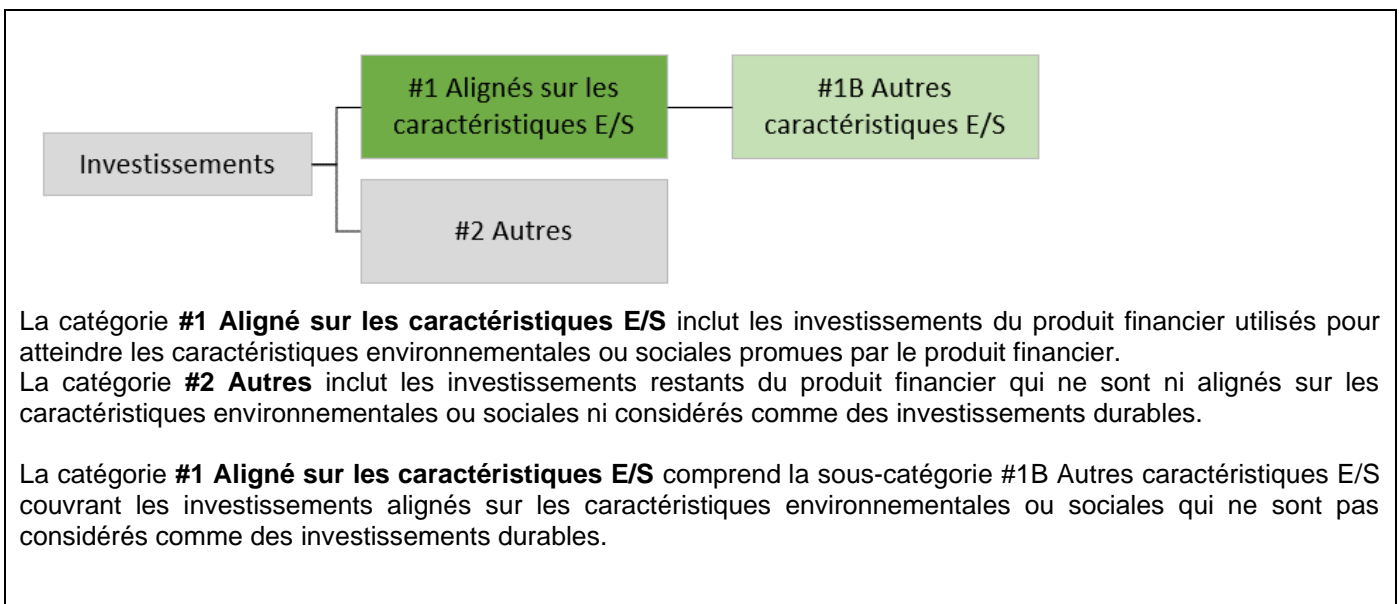 #1 Alignés sur les
caractéristiques E/S
#1B Autres
caractéristiques E/S
Investissements
#2 Autres
La catégorie #1 Aligné sur les caractéristiques E/S inclut les investissements du produit financier utilisés pour
atteindre les caractéristiques environnementales ou sociales promues par le produit financier.
La catégorie #2 Autres inclut les investissements restants du produit financier qui ne sont ni alignés sur les
caractéristiques environnementales ou sociales ni considérés comme des investissements durables.
La catégorie #1 Aligné sur les caractéristiques E/S comprend la sous-catégorie #1B Autres caractéristiques E/S
couvrant les investissements alignés sur les caractéristiques environnementales ou sociales qui ne sont pas
considérés comme des investissements durables.